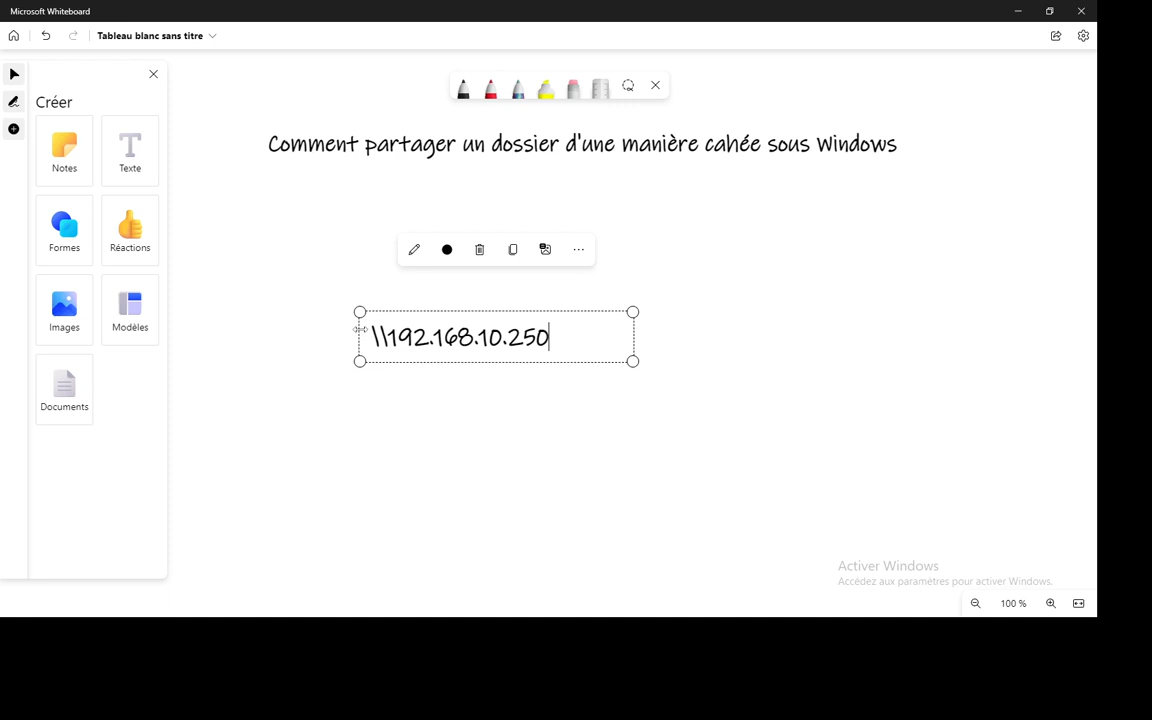 Microsoft Whiteboard
Tableau blanc sans titre
Créer
Comment partager un dossier d'une manière cahée sous Windows
Notes
Texte
Formes
Réactions
\\192.168.10.250
Images
Modèles
Documents
Activer Windows
Accédez aux paramètres pour activer Windows.
100 %